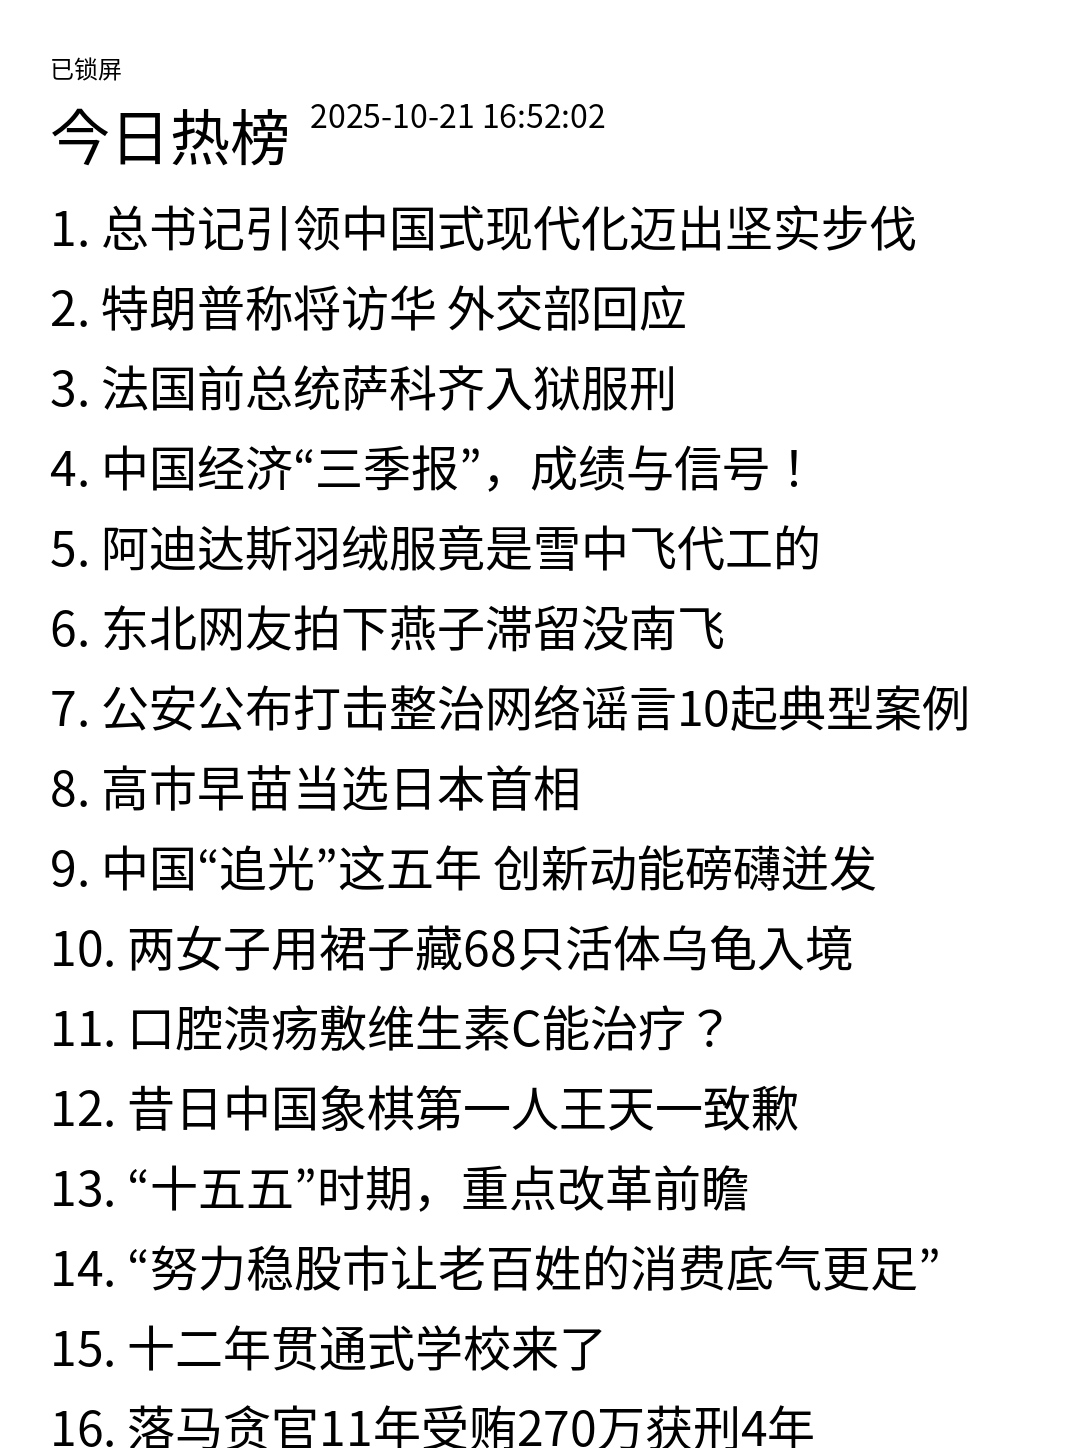 已锁屏
今日热榜 2025-10-21 16:52:02
1. 总书记引领中国式现代化迈出坚实步伐
2. 特朗普称将访华 外交部回应
3. 法国前总统萨科齐入狱服刑
4. 中国经济“三季报”，成绩与信号！
5. 阿迪达斯羽绒服竟是雪中飞代工的
6. 东北网友拍下燕子滞留没南飞
7. 公安公布打击整治网络谣言10起典型案例
8. 高市早苗当选日本首相
9. 中国“追光”这五年 创新动能磅礴迸发
10. 两女子用裙子藏68只活体乌龟入境
11. 口腔溃疡敷维生素C能治疗？
12. 昔日中国象棋第一人王天一致歉
13. “十五五”时期，重点改革前瞻
14. “努力稳股市让老百姓的消费底气更足”
15. 十二年贯通式学校来了
16. 落马贪官11年受贿270万获刑4年